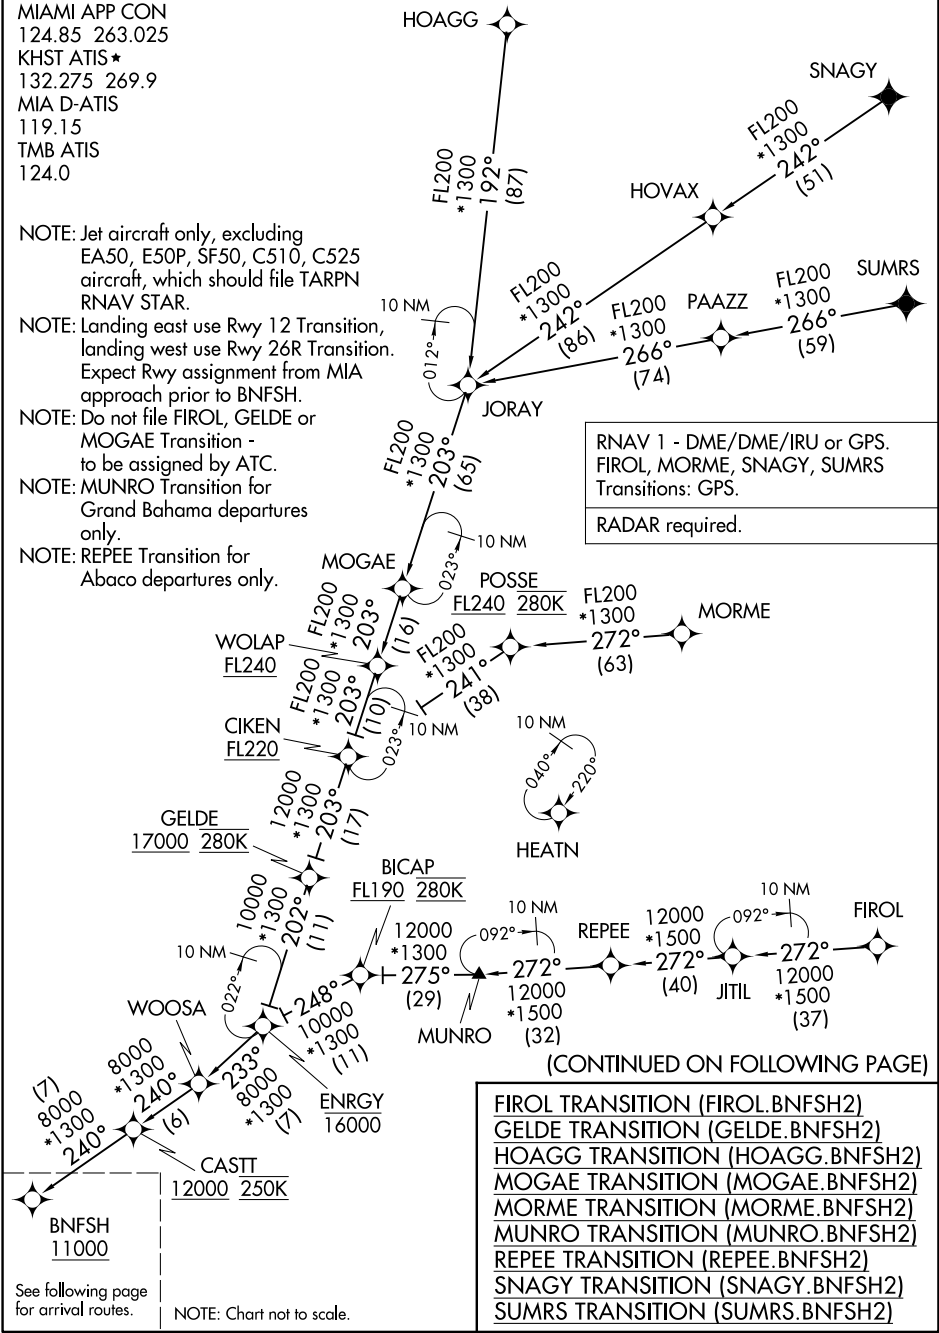 MIAMI APP CON
124.85 263.025
KHST ATIS★
132.275 269.9
MIA D-ATIS
119.15
TMB ATIS
124.0
HOAGG
SNAGY
FL200
*1300
242°
(51)
FL200
*1300
192°
(87)
HOVAX
NOTE: Jet aircraft only, excluding
EA50, E50P, SF50, C510, C525
aircraft, which should file TARPN
RNAV STAR.
NOTE: Landing east use Rwy 12 Transition,
landing west use Rwy 26R Transition.
Expect Rwy assignment from MIA
approach prior to BNFSH.
NOTE: Do not file FIROL, GELDE or
MOGAE Transition -
to be assigned by ATC.
NOTE: MUNRO Transition for
Grand Bahama departures
only.
NOTE: REPEE Transition for
Abaco departures only.
FL200
*1300
242°
(86)
SUMRS
FL200
*1300
266°
(59)
PAAZZ
FL200
*1300
266°
(74)
10 NM
012°
JORAY
FL200
*1300
203°
(65)
RNAV 1 - DME/DME/IRU or GPS.
FIROL, MORME, SNAGY, SUMRS
Transitions: GPS.
RADAR required.
10 NM
023°
MOGAE
POSSE
FL240 280K
FL200
*1300
272°
(63)
MORME
FL200
*1300
203°
(16)
WOLAP
FL240
FL200
*1300
241°
(38)
FL200
*1300
203°
(10)
10 NM
023°
CIKEN
FL220
10 NM
040°
220°
HEATN
12000
*1300
203°
(17)
GELDE
17000 280K
BICAP
FL190 280K
10000
*1300
202°
(11)
10 NM
022°
12000
*1300
275°
(29)
10 NM
092°
MUNRO
272°
12000
*1500
(32)
REPEE
12000
*1500
272°
(40)
10 NM
092°
JITIL
272°
12000
*1500
(37)
FIROL
248°
10000
*1300
(11)
WOOSA
233°
8000
*1300
(7)
ENRGY
16000
8000
*1300
240°
(6)
(7)
8000
*1300
240°
CASTT
12000 250K
BNFSH
11000
See following page
for arrival routes.
NOTE: Chart not to scale.
(CONTINUED ON FOLLOWING PAGE)
FIROL TRANSITION (FIROL.BNFSH2)
GELDE TRANSITION (GELDE.BNFSH2)
HOAGG TRANSITION (HOAGG.BNFSH2)
MOGAE TRANSITION (MOGAE.BNFSH2)
MORME TRANSITION (MORME.BNFSH2)
MUNRO TRANSITION (MUNRO.BNFSH2)
REPEE TRANSITION (REPEE.BNFSH2)
SNAGY TRANSITION (SNAGY.BNFSH2)
SUMRS TRANSITION (SUMRS.BNFSH2)